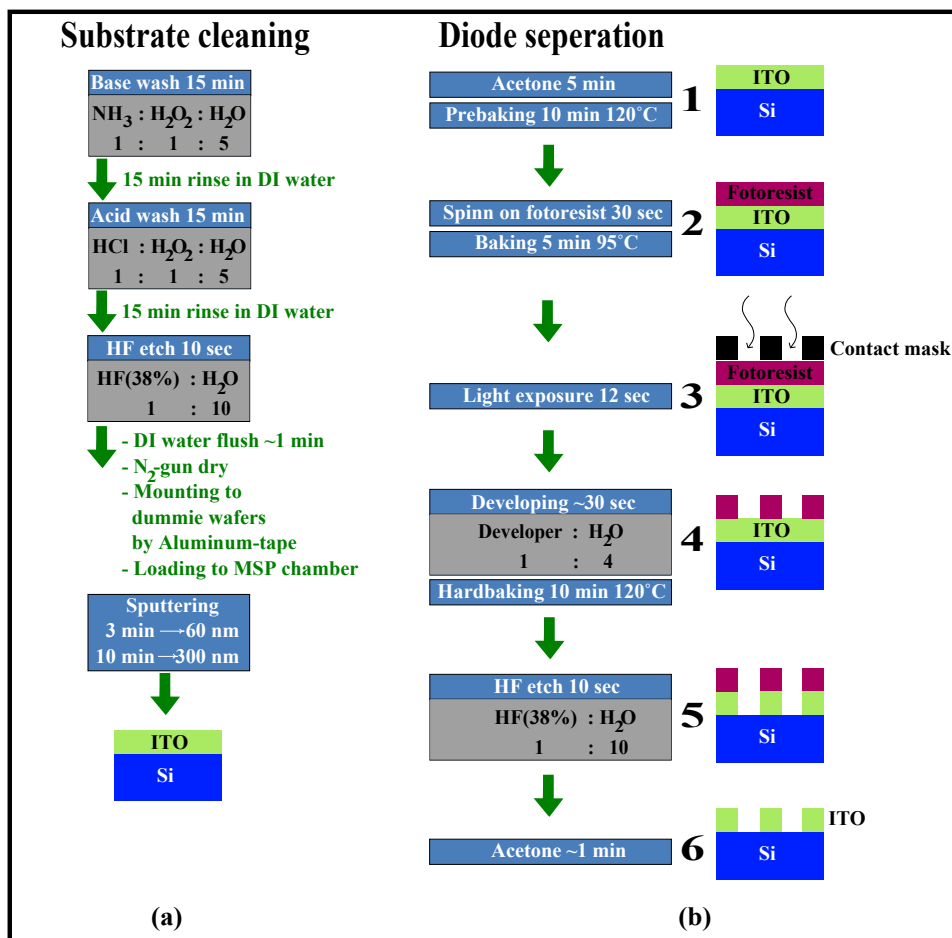 Substrate cleaning
Base wash 15 min
NH3 : H2O2 : H2O
1 : 1 : 5
15 min rinse in DI water
Acid wash 15 min
HCl : H2O2 : H2O
1 : 1 : 5
15 min rinse in DI water
HF etch 10 sec
HF(38%) : H2O
1 : 10
- DI water flush ~1 min
- N2-gun dry
- Mounting to
dummie wafers
by Aluminum-tape
- Loading to MSP chamber
Sputtering
3 min →60 nm
10 min→300 nm
ITO
Si
(a)
Diode seperation
Acetone 5 min
Prebaking 10 min 120°C
1
ITO
Si
Spinn on fotoresist 30 sec
Baking 5 min 95°C
2
Fotoresist
ITO
Si
Light exposure 12 sec
3
Contact mask
Fotoresist
ITO
Si
Developing ~30 sec
Developer : H2O
1 : 4
Hardbaking 10 min 120°C
4
ITO
Si
HF etch 10 sec
HF(38%) : H2O
1 : 10
5
Si
Acetone ~1 min
6
ITO
Si
(b)